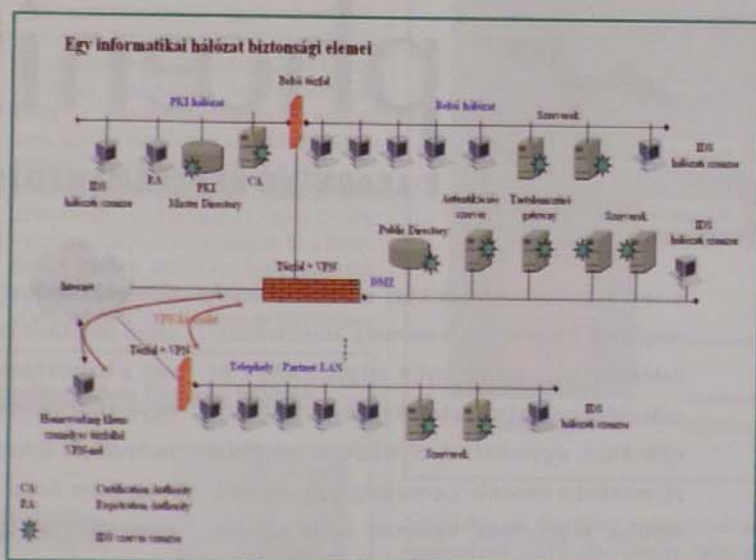 Egy informatikai hálózat biztonsági elemei
Belső tűzfal
PKI hálózat
Belső hálózat
Szerverek
IDS
hálózati szenzor
RA
PKI
Master Directory
CA
IDS
hálózati szenzor
Public Directory
Autentikációs
szerver
Tartalomszűrő
gateway
Szerverek
IDS
hálózati szenzor
Tűzfal + VPN
Internet
DMZ
VPN
Tűzfal + VPN
Telephely / Partner LAN
IDS
hálózati szenzor
Homeworking kliens
személyes tűzfallal
VPN-nel
Szerverek
CA: Certification Authority
RA: Registration Authority
IDS szerver szenzor